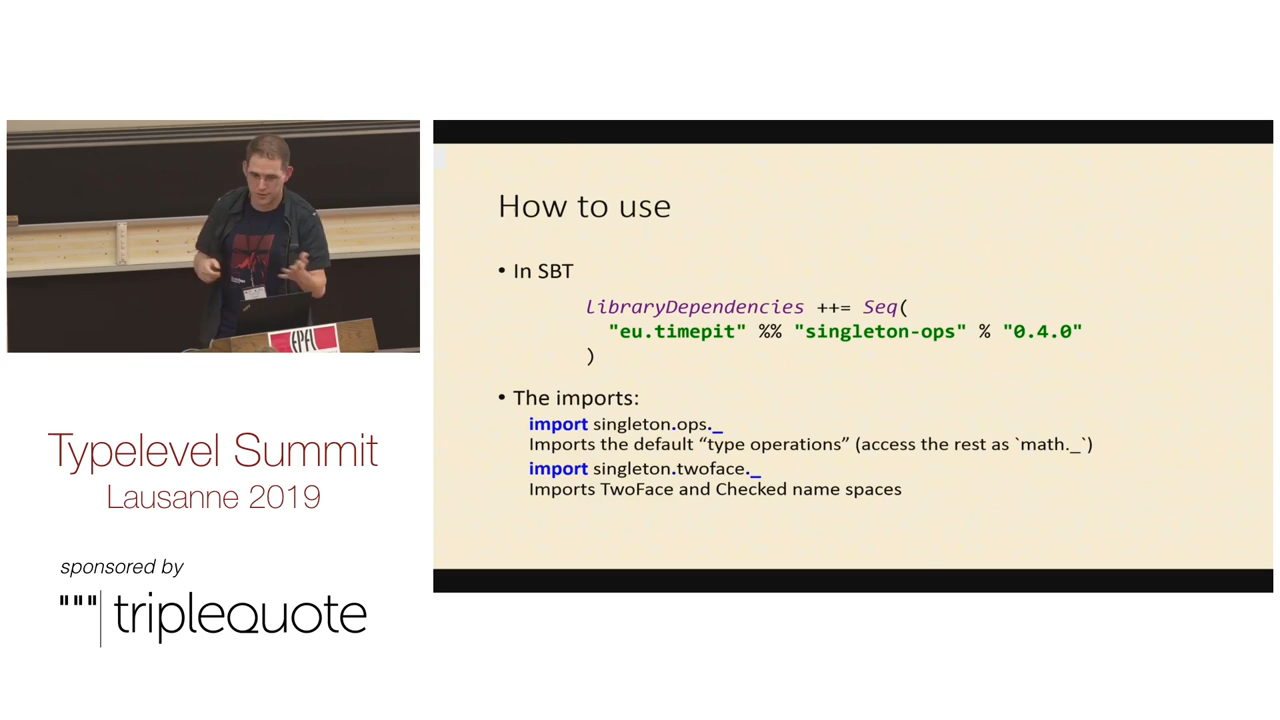 EPFL
Typelevel Summit
Lausanne 2019
sponsored by
"""|triplequote
How to use
• In SBT
libraryDependencies ++= Seq(
"eu.timepit" %% "singleton-ops" % "0.4.0"
)
• The imports:
import singleton.ops._
Imports the default “type operations” (access the rest as `math._`)
import singleton.twoface._
Imports TwoFace and Checked name spaces